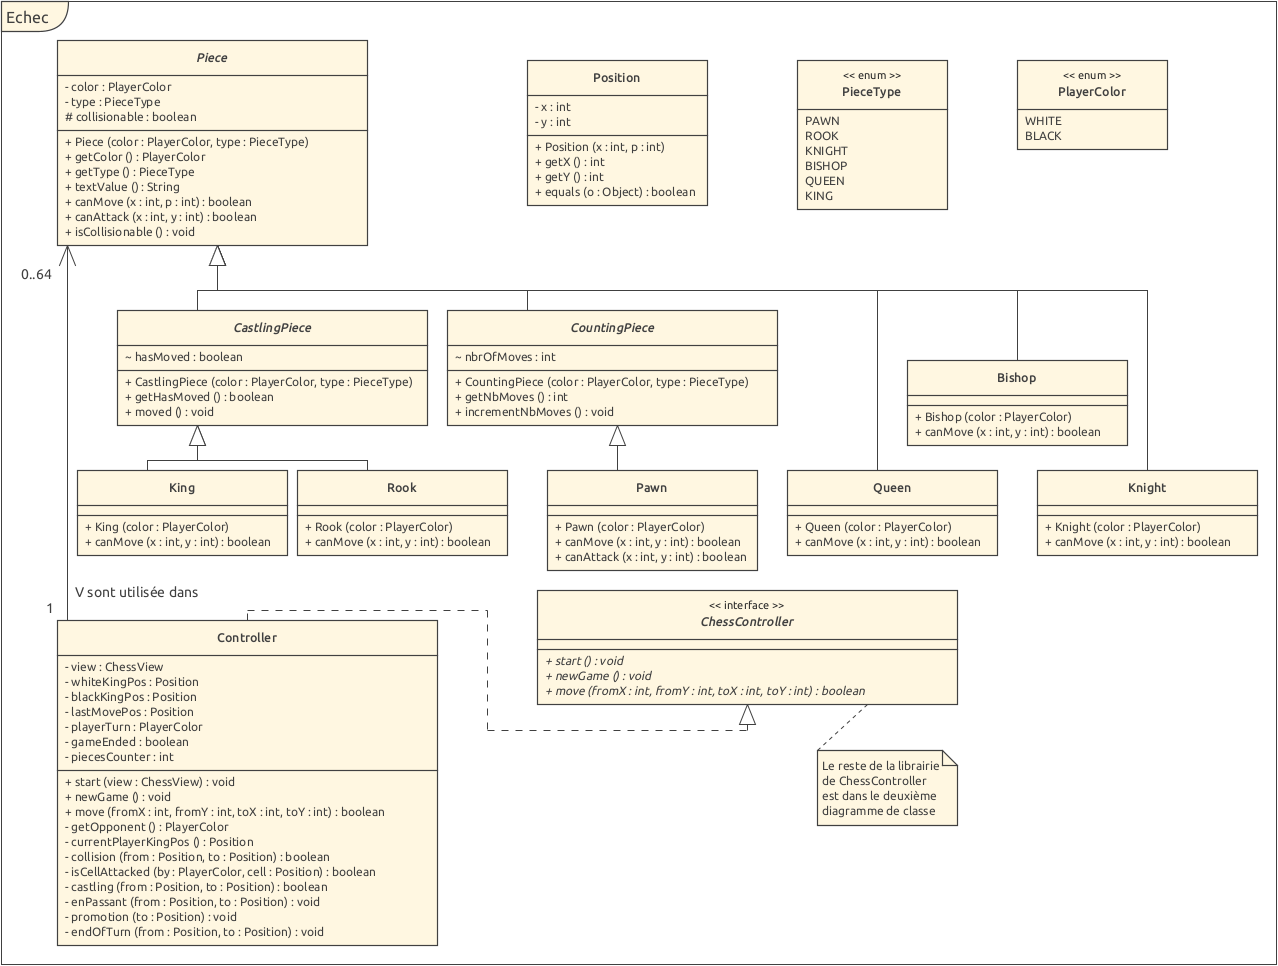 Echec
Piece
- color : PlayerColor
- type : PieceType
# collisionable : boolean
+ Piece (color : PlayerColor, type : PieceType)
+ getColor () : PlayerColor
+ getType () : PieceType
+ textValue () : String
+ canMove (x : int, p : int) : boolean
+ canAttack (x : int, y : int) : boolean
+ isCollisionable () : void
Position
- x : int
- y : int
+ Position (x : int, p : int)
+ getX () : int
+ getY () : int
+ equals (o : Object) : boolean
<< enum >>
PieceType
PAWN
ROOK
KNIGHT
BISHOP
QUEEN
KING
<< enum >>
PlayerColor
WHITE
BLACK
0..64
CastlingPiece
~ hasMoved : boolean
+ CastlingPiece (color : PlayerColor, type : PieceType)
+ getHasMoved () : boolean
+ moved () : void
CountingPiece
~ nbrOfMoves : int
+ CountingPiece (color : PlayerColor, type : PieceType)
+ getNbMoves () : int
+ incrementNbMoves () : void
Bishop
+ Bishop (color : PlayerColor)
+ canMove (x : int, y : int) : boolean
King
+ King (color : PlayerColor)
+ canMove (x : int, y : int) : boolean
Rook
+ Rook (color : PlayerColor)
+ canMove (x : int, y : int) : boolean
Pawn
+ Pawn (color : PlayerColor)
+ canMove (x : int, y : int) : boolean
+ canAttack (x : int, y : int) : boolean
Queen
+ Queen (color : PlayerColor)
+ canMove (x : int, y : int) : boolean
Knight
+ Knight (color : PlayerColor)
+ canMove (x : int, y : int) : boolean
V sont utilisée dans
1
Controller
- view : ChessView
- whiteKingPos : Position
- blackKingPos : Position
- lastMovePos : Position
- playerTurn : PlayerColor
- gameEnded : boolean
- piecesCounter : int
+ start (view : ChessView) : void
+ newGame () : void
+ move (fromX : int, fromY : int, toX : int, toY : int) : boolean
- getOpponent () : PlayerColor
- currentPlayerKingPos () : Position
- collision (from : Position, to : Position) : boolean
- isCellAttacked (by : PlayerColor, cell : Position) : boolean
- castling (from : Position, to : Position) : boolean
- enPassant (from : Position, to : Position) : void
- promotion (to : Position) : void
- endOfTurn (from : Position, to : Position) : void
<< interface >>
ChessController
+ start () : void
+ newGame () : void
+ move (fromX : int, fromY : int, toX : int, toY : int) : boolean
Le reste de la librairie
de ChessController
est dans le deuxième
diagramme de classe